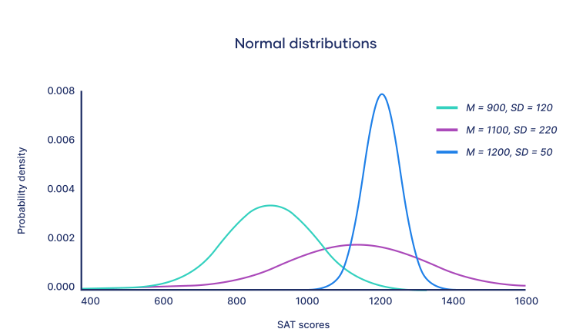 Normal distributions
0.008
0.006
0.004
0.002
0.000
Probability density
M = 900, SD = 120
M = 1100, SD = 220
M = 1200, SD = 50
400 600 800 1000 1200 1400 1600
SAT scores